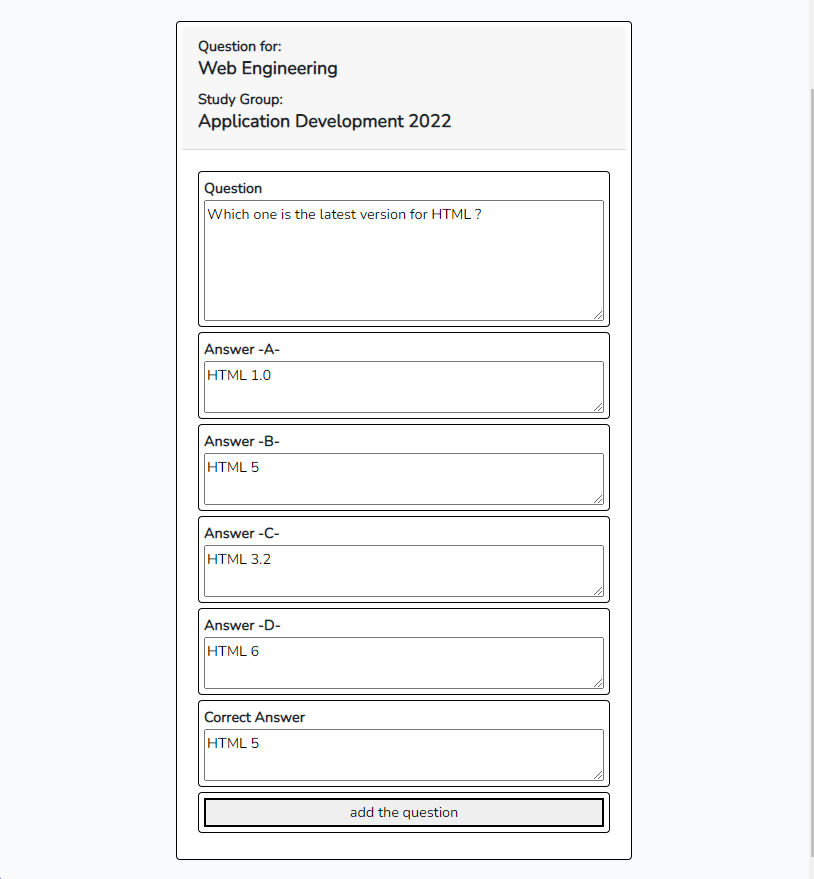 Question for:
Web Engineering
Study Group:
Application Development 2022
Question
Which one is the latest version for HTML ?
Answer -A-
HTML 1.0
Answer -B-
HTML 5
Answer -C-
HTML 3.2
Answer -D-
HTML 6
Correct Answer
HTML 5
add the question